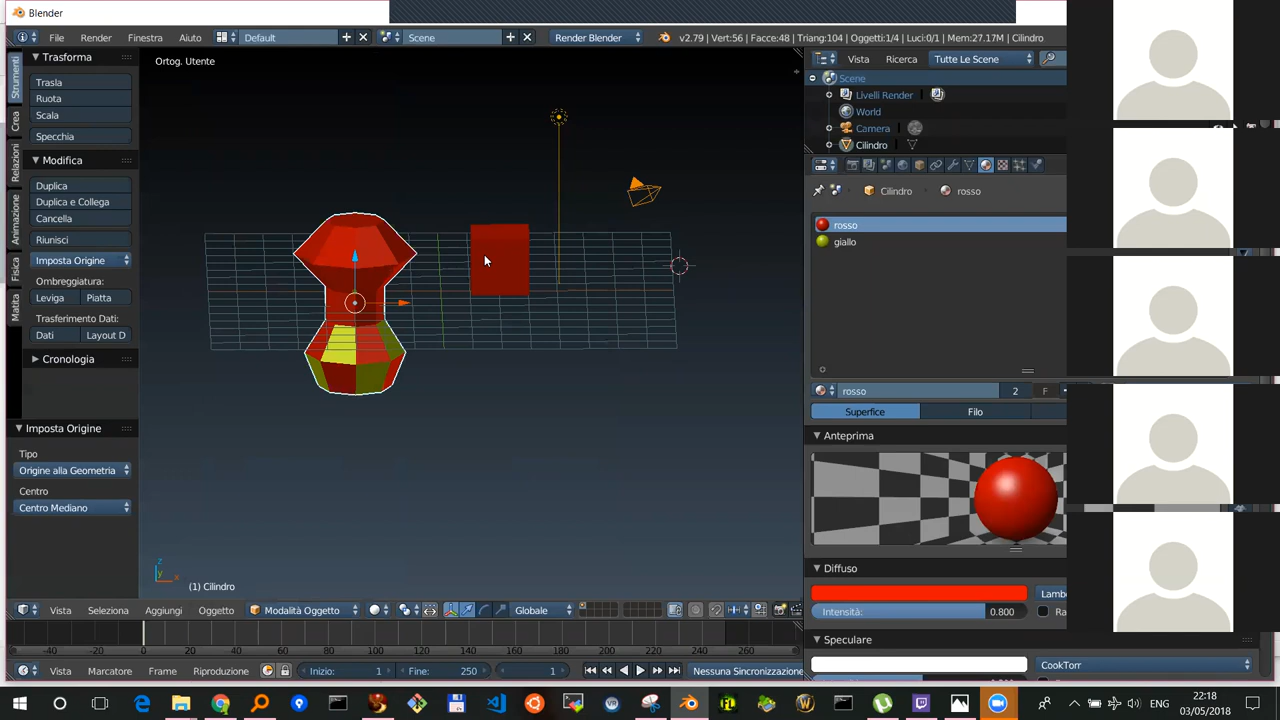 Blender
File Render Finestra Aiuto Default Scene Render Blender v2.79 | Vert:56 | Facce:48 | Triang:104 | Oggetti:1/4 | Luci:0/1 | Mem:27.17M | Cilindro
Strumenti
Crea
Relazioni
Animazione
Fisica
Matita
Trasforma
Trasla
Ruota
Scala
Specchia
Modifica
Duplica
Duplica e Collega
Cancella
Riunisci
Imposta Origine
Ombreggiatura:
Leviga Piatta
Trasferimento Dati:
Dati Layout D
Cronologia
Imposta Origine
Tipo
Origine alla Geometria
Centro
Centro Mediano
Ortog. Utente
z
y
x
(1) Cilindro
Vista Seleziona Aggiungi Oggetto Modalità Oggetto Globale
-40 -20 0 20 40 60 80 100 120 140 160 180 200 220 240 260
Vista Marcatore Frame Riproduzione Inizio: 1 Fine: 250 1 Nessuna Sincronizzazione
Vista Ricerca Tutte Le Scene
Scene
Livelli Render
World
Camera
Cilindro
Cilindro rosso
rosso
giallo
rosso 2 F
Superfice Filo
Anteprima
Diffuso
Lamb
Intensità: 0.800 Ra
Speculare
CookTorr
ENG
22:18
03/05/2018